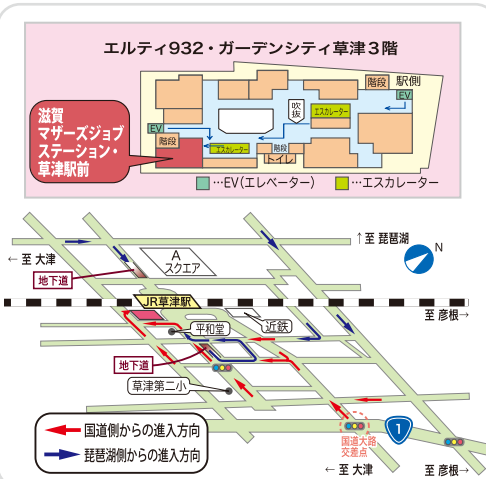 エルティ932・ガーデンシティ草津3階
階段
駅側
EV
吹抜
エスカレーター
滋賀
マザーズジョブ
ステーション・
草津駅前
EV
階段
エスカレーター
階段
トイレ
…EV(エレベーター)
…エスカレーター
↑至 琵琶湖
N
← 至 大津
A
スクエア
地下道
JR草津駅
至 彦根→
平和堂
近鉄
地下道
草津第二小
国道側からの進入方向
琵琶湖側からの進入方向
1
国道大路
交差点
← 至 大津
至 彦根→